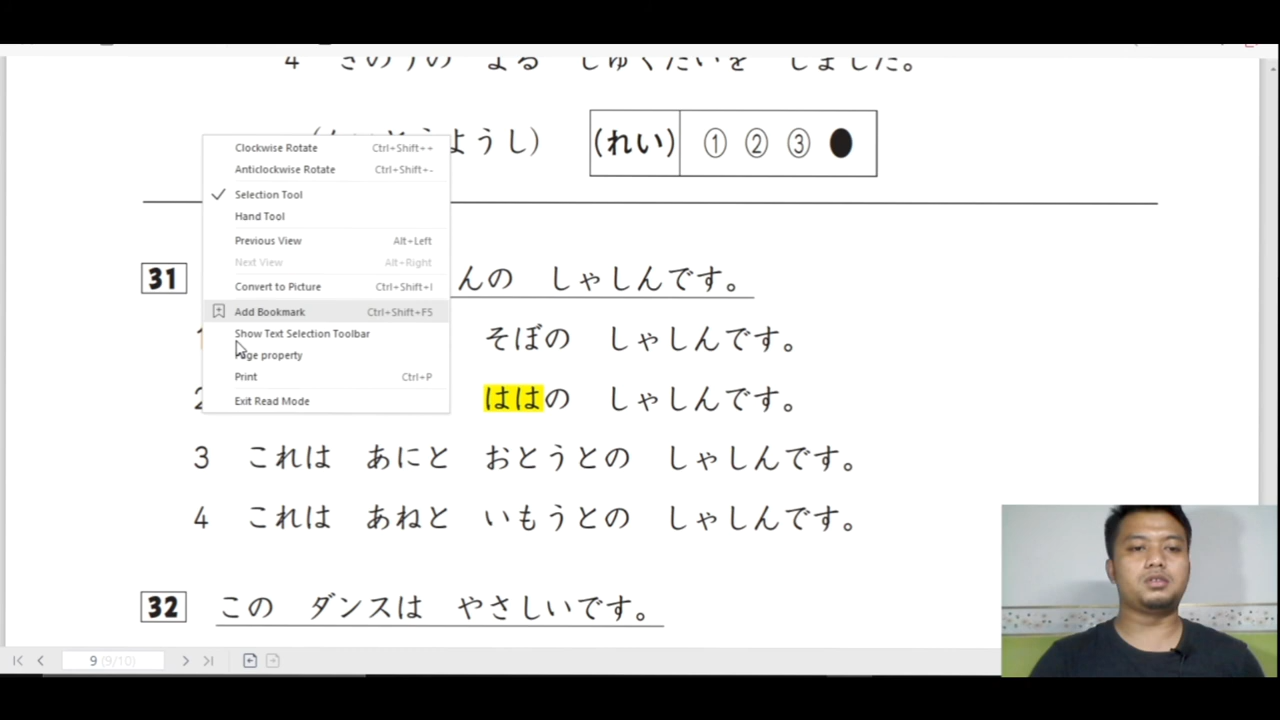 4 きのうの よる しゅくだいを しました。
ようし) (れい) ① ② ③ ●
Clockwise Rotate Ctrl+Shift++
Anticlockwise Rotate Ctrl+Shift+-
Selection Tool
Hand Tool
Previous View Alt+Left
Next View Alt+Right
Convert to Picture Ctrl+Shift+I
Add Bookmark Ctrl+Shift+F5
Show Text Selection Toolbar
Page property
Print Ctrl+P
Exit Read Mode
31 んの しゃしんです。
そぼの しゃしんです。
2 ははの しゃしんです。
3 これは あにと おとうとの しゃしんです。
4 これは あねと いもうとの しゃしんです。
32 この ダンスは やさしいです。
9 (9/10)